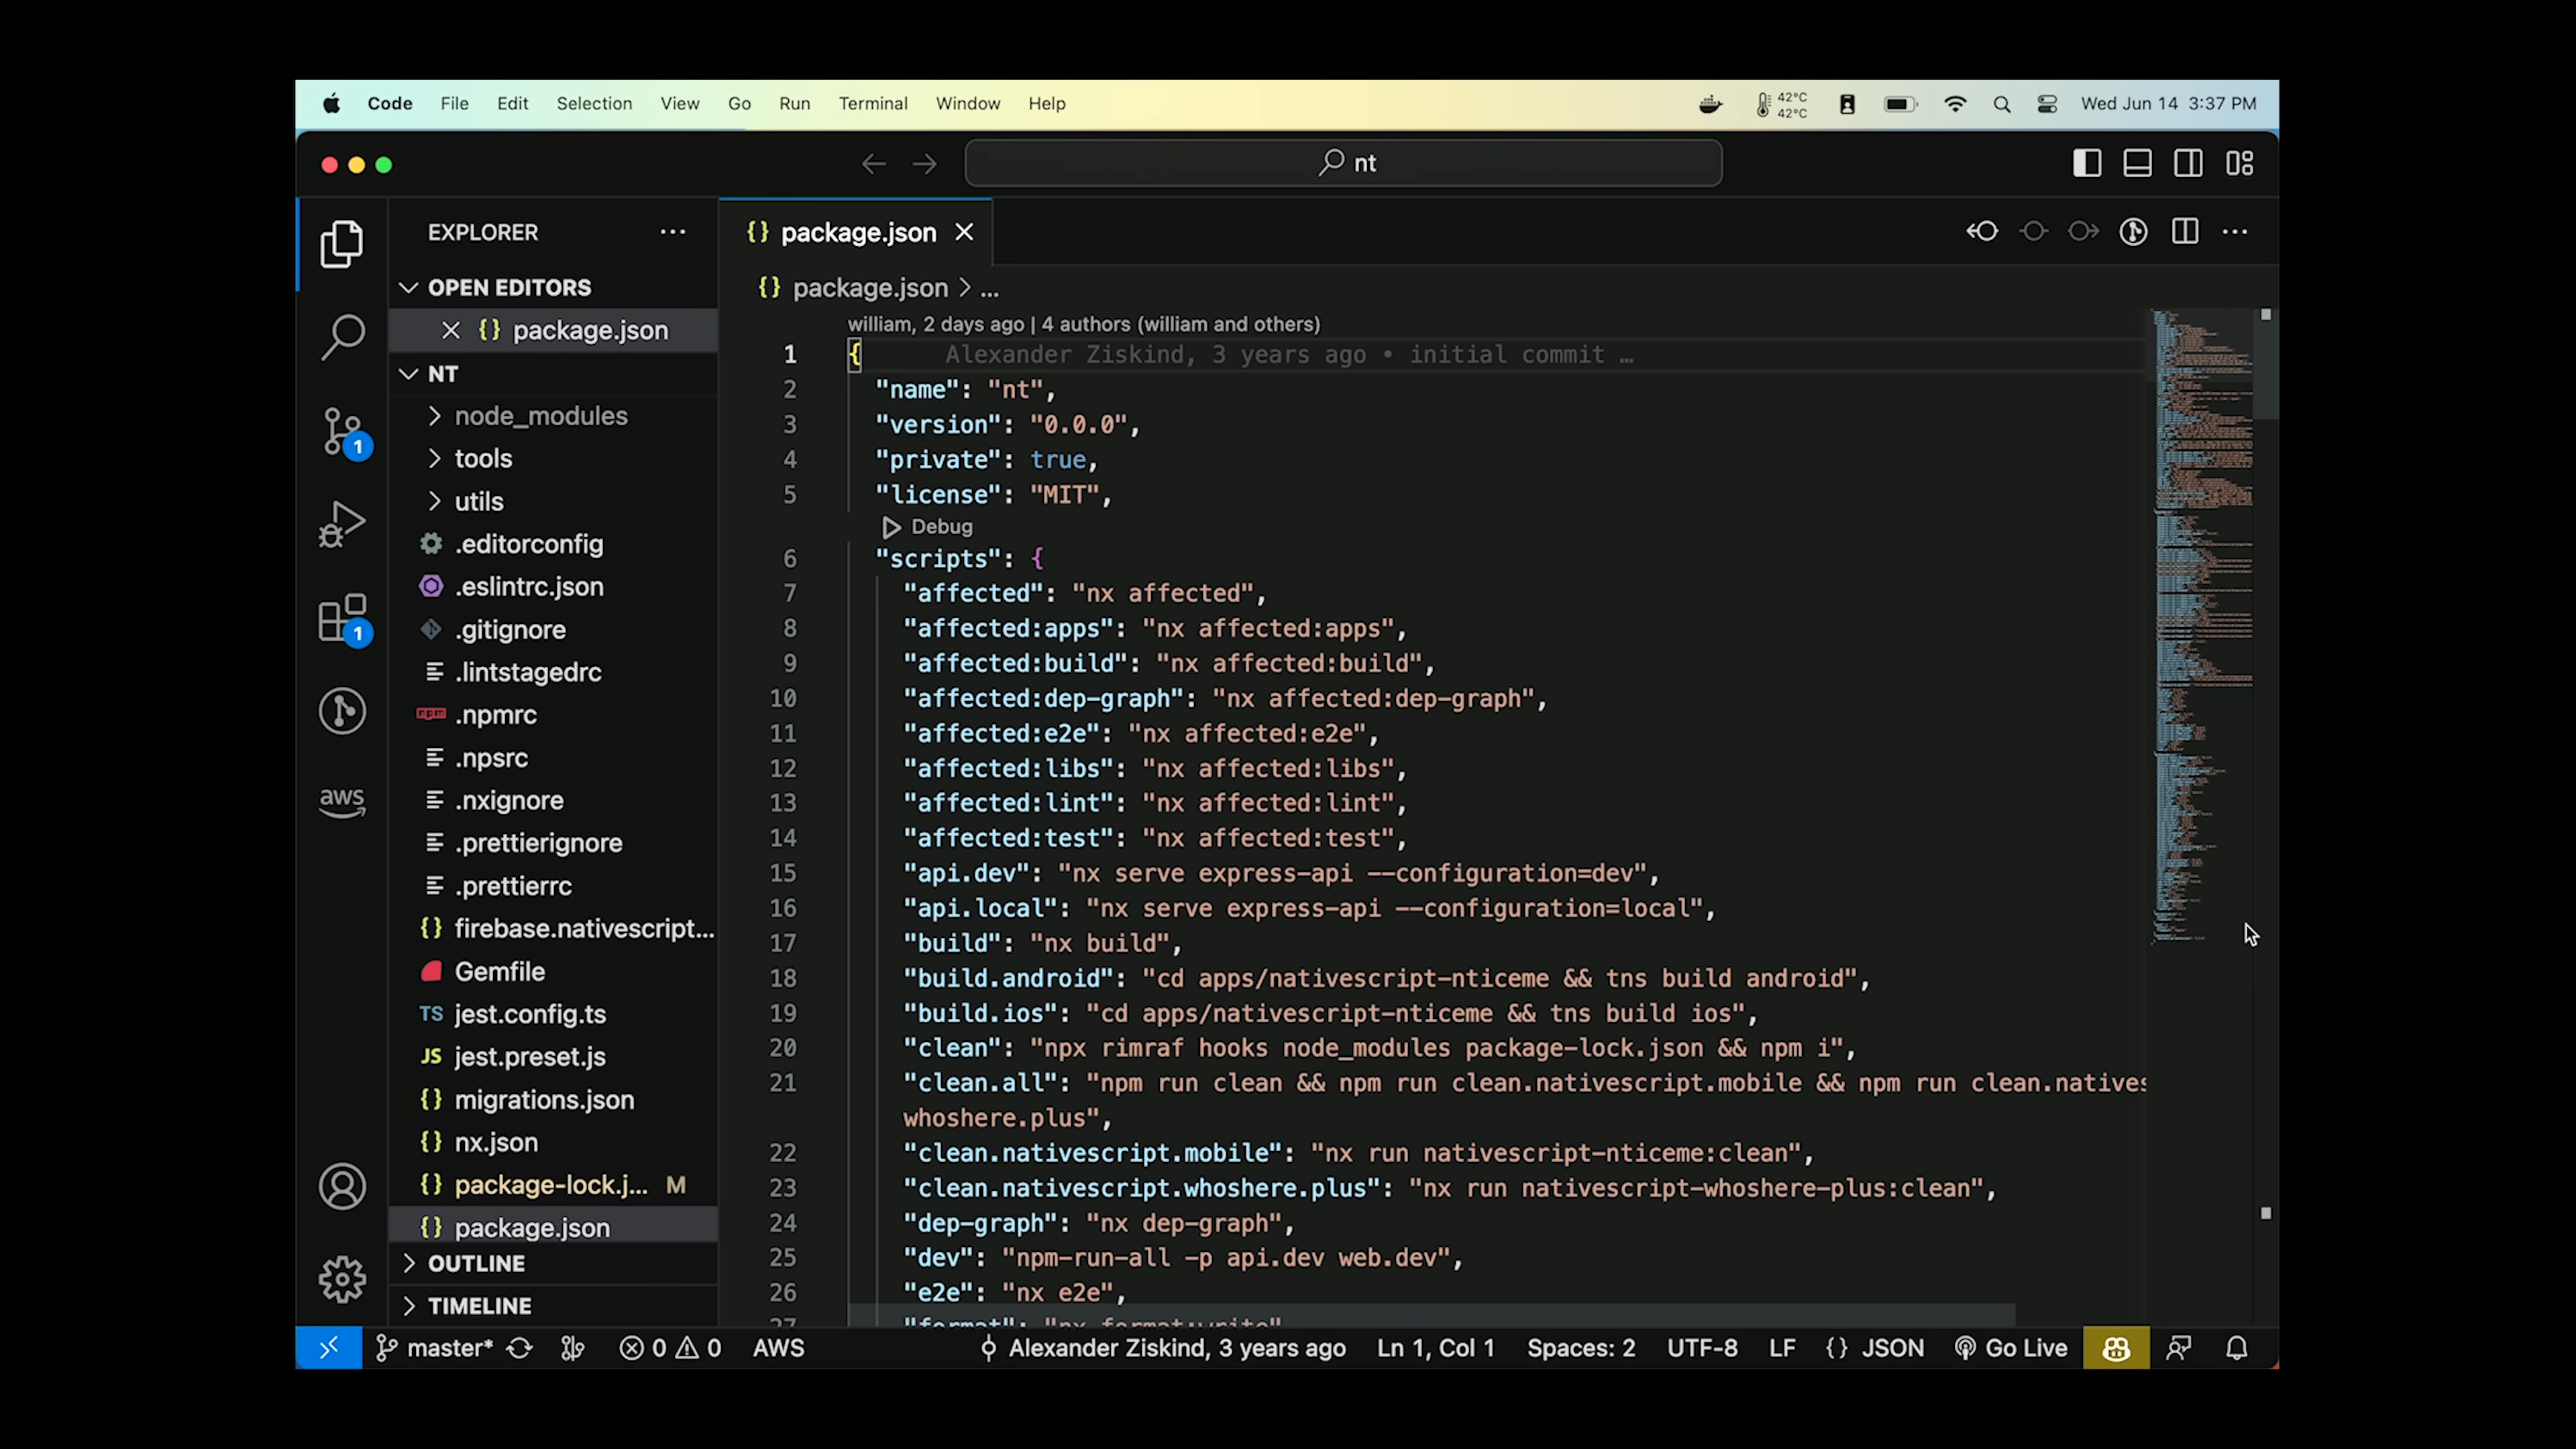 Code File Edit Selection View Go Run Terminal Window Help 42°C 42°C Wed Jun 14 3:37 PM
nt
EXPLORER
OPEN EDITORS
{} package.json
NT
node_modules
tools
utils
.editorconfig
.eslintrc.json
.gitignore
.lintstagedrc
npm .npmrc
.npsrc
.nxignore
.prettierignore
.prettierrc
{} firebase.nativescript...
Gemfile
TS jest.config.ts
JS jest.preset.js
{} migrations.json
{} nx.json
{} package-lock.j... M
{} package.json
OUTLINE
TIMELINE
1
1
aws
{} package.json
{} package.json > ...
william, 2 days ago | 4 authors (william and others)
1 { Alexander Ziskind, 3 years ago • initial commit …
2 "name": "nt",
3 "version": "0.0.0",
4 "private": true,
5 "license": "MIT",
Debug
6 "scripts": {
7 "affected": "nx affected",
8 "affected:apps": "nx affected:apps",
9 "affected:build": "nx affected:build",
10 "affected:dep-graph": "nx affected:dep-graph",
11 "affected:e2e": "nx affected:e2e",
12 "affected:libs": "nx affected:libs",
13 "affected:lint": "nx affected:lint",
14 "affected:test": "nx affected:test",
15 "api.dev": "nx serve express-api --configuration=dev",
16 "api.local": "nx serve express-api --configuration=local",
17 "build": "nx build",
18 "build.android": "cd apps/nativescript-nticeme && tns build android",
19 "build.ios": "cd apps/nativescript-nticeme && tns build ios",
20 "clean": "npx rimraf hooks node_modules package-lock.json && npm i",
21 "clean.all": "npm run clean && npm run clean.nativescript.mobile && npm run clean.natives
whoshere.plus",
22 "clean.nativescript.mobile": "nx run nativescript-nticeme:clean",
23 "clean.nativescript.whoshere.plus": "nx run nativescript-whoshere-plus:clean",
24 "dep-graph": "nx dep-graph",
25 "dev": "npm-run-all -p api.dev web.dev",
26 "e2e": "nx e2e",
27 "format": "nx format:write"
master* 0 0 AWS Alexander Ziskind, 3 years ago Ln 1, Col 1 Spaces: 2 UTF-8 LF {} JSON Go Live